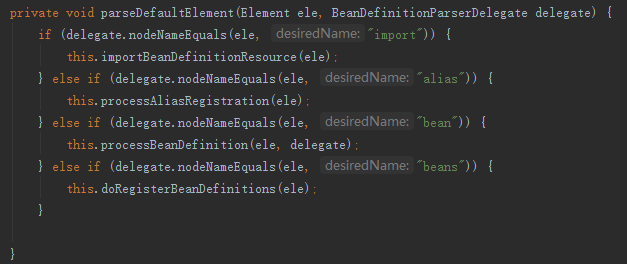 private void parseDefaultElement(Element ele, BeanDefinitionParserDelegate delegate) {
if (delegate.nodeNameEquals(ele, desiredName: "import")) {
this.importBeanDefinitionResource(ele);
} else if (delegate.nodeNameEquals(ele, desiredName: "alias")) {
this.processAliasRegistration(ele);
} else if (delegate.nodeNameEquals(ele, desiredName: "bean")) {
this.processBeanDefinition(ele, delegate);
} else if (delegate.nodeNameEquals(ele, desiredName: "beans")) {
this.doRegisterBeanDefinitions(ele);
}
}